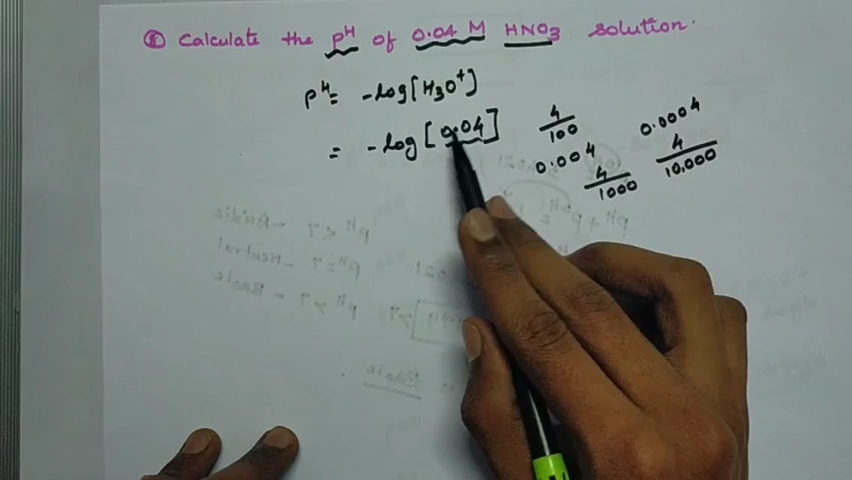 ⑧ Calculate the pH of 0.04 M HNO3 solution.
pH = -log[H3O+]
= -log[0.04]
4/100
0.004
4/1000
0.0004
4/10,000